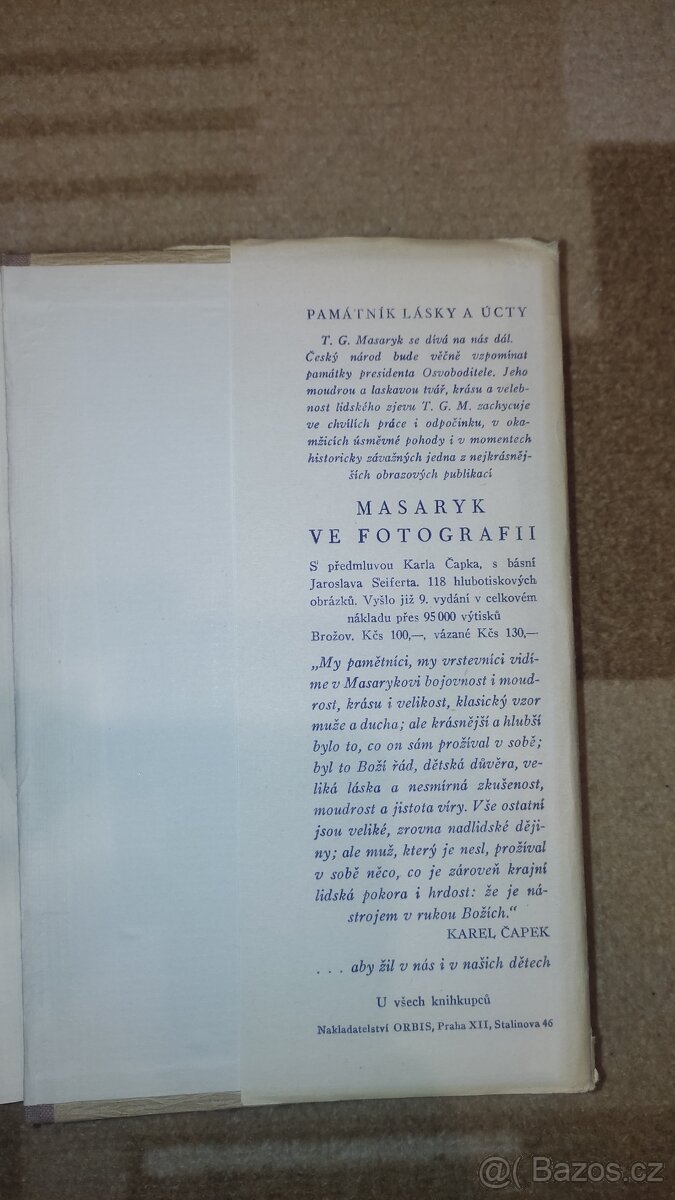 PAMÁTNÍK LÁSKY A ÚCTY
T. G. Masaryk se dívá na nás dál.
Český národ bude věčně vzpomínat
památky presidenta Osvoboditele. Jeho
moudrou a laskavou tvář, krásu a veleb-
nost lidského zjevu T. G. M. zachycuje
ve chvílích práce i odpočinku, v oka-
mžicích úsměvné pohody i v momentech
historicky závažných jedna z nejkrásněj-
ších obrazových publikací
MASARYK
VE FOTOGRAFII
S předmluvou Karla Čapka, s básní
Jaroslava Seiferta. 118 hlubotiskových
obrázků. Vyšlo již 9. vydání v celkovém
nákladu přes 95 000 výtisků
Brožov. Kčs 100,—, vázané Kčs 130,—
„My pamětníci, my vrstevníci vidí-
me v Masarykovi bojovnost i moud-
rost, krásu i velikost, klasický vzor
muže a ducha; ale krásnější a hlubší
bylo to, co on sám prožíval v sobě;
byl to Boží řád, dětská důvěra, ve-
liká láska a nesmírná zkušenost,
moudrost a jistota víry. Vše ostatní
jsou veliké, zrovna nadlidské ději-
ny; ale muž, který je nesl, prožíval
v sobě něco, co je zároveň krajní
lidská pokora i hrdost: že je ná-
strojem v rukou Božích.“
KAREL ČAPEK
. . . aby žil v nás i v našich dětech
U všech knihkupců
Nakladatelství ORBIS, Praha XII, Stalinova 46
@ Bazos.cz